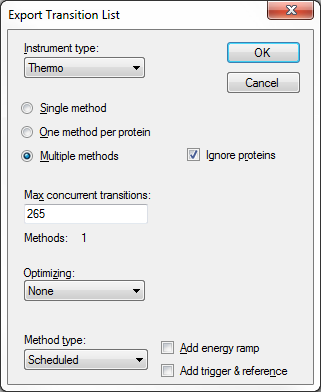 Export Transition List
Instrument type:
Thermo
OK
Cancel
Single method
One method per protein
Multiple methods
Ignore proteins
Max concurrent transitions:
265
Methods: 1
Optimizing:
None
Method type:
Scheduled
Add energy ramp
Add trigger & reference